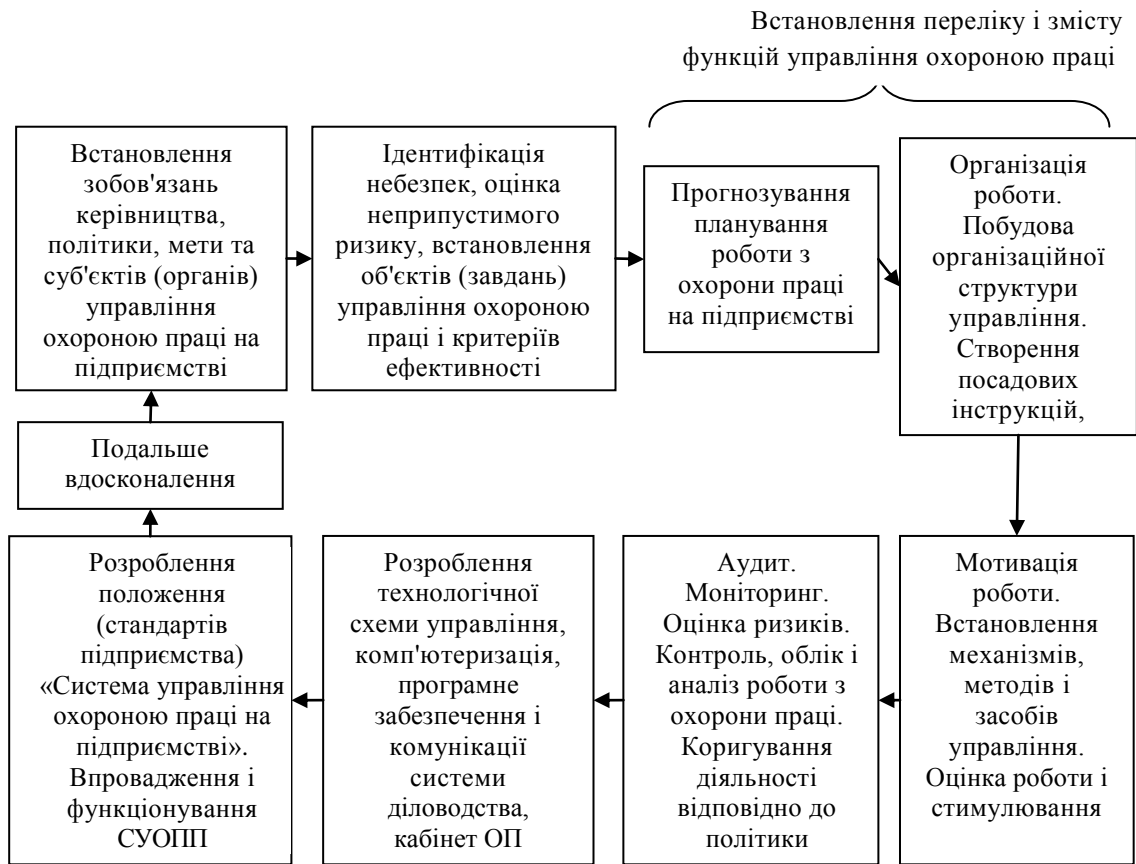 Встановлення переліку і змісту
функцій управління охороною праці
Встановлення
зобов'язань
керівництва,
політики, мети та
суб'єктів (органів)
управління
охороною праці на
підприємстві
Ідентифікація
небезпек, оцінка
неприпустимого
ризику, встановлення
об'єктів (завдань)
управління охороною
праці і критеріїв
ефективності
Прогнозування
планування
роботи з
охорони праці
на підприємстві
Організація
роботи.
Побудова
організаційної
структури
управління.
Створення
посадових
інструкцій,
Мотивація
роботи.
Встановлення
механізмів,
методів і
засобів
управління.
Оцінка роботи і
стимулювання
Аудит.
Моніторинг.
Оцінка ризиків.
Контроль, облік і
аналіз роботи з
охорони праці.
Коригування
діяльності
відповідно до
політики
Розроблення
технологічної
схеми управління,
комп'ютеризація,
програмне
забезпечення і
комунікації
системи
діловодства,
кабінет ОП
Розроблення
положення
(стандартів
підприємства)
«Система управління
охороною праці на
підприємстві».
Впровадження і
функціонування
СУОПП
Подальше
вдосконалення